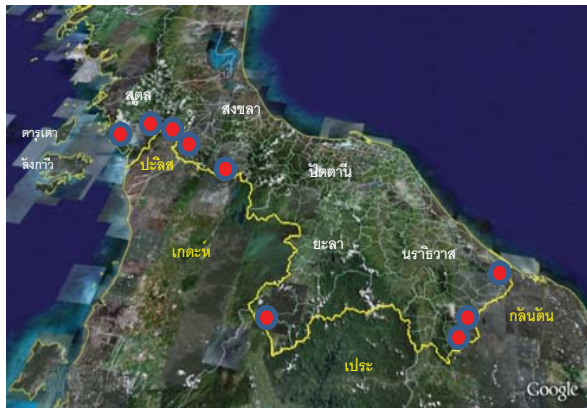 สตูล
สงขลา
ตารุเตา
ปะลิส
ลังกาวี
ปัตตานี
เกดะห์
ยะลา
นราธิวาส
กลันตัน
เประ
Google